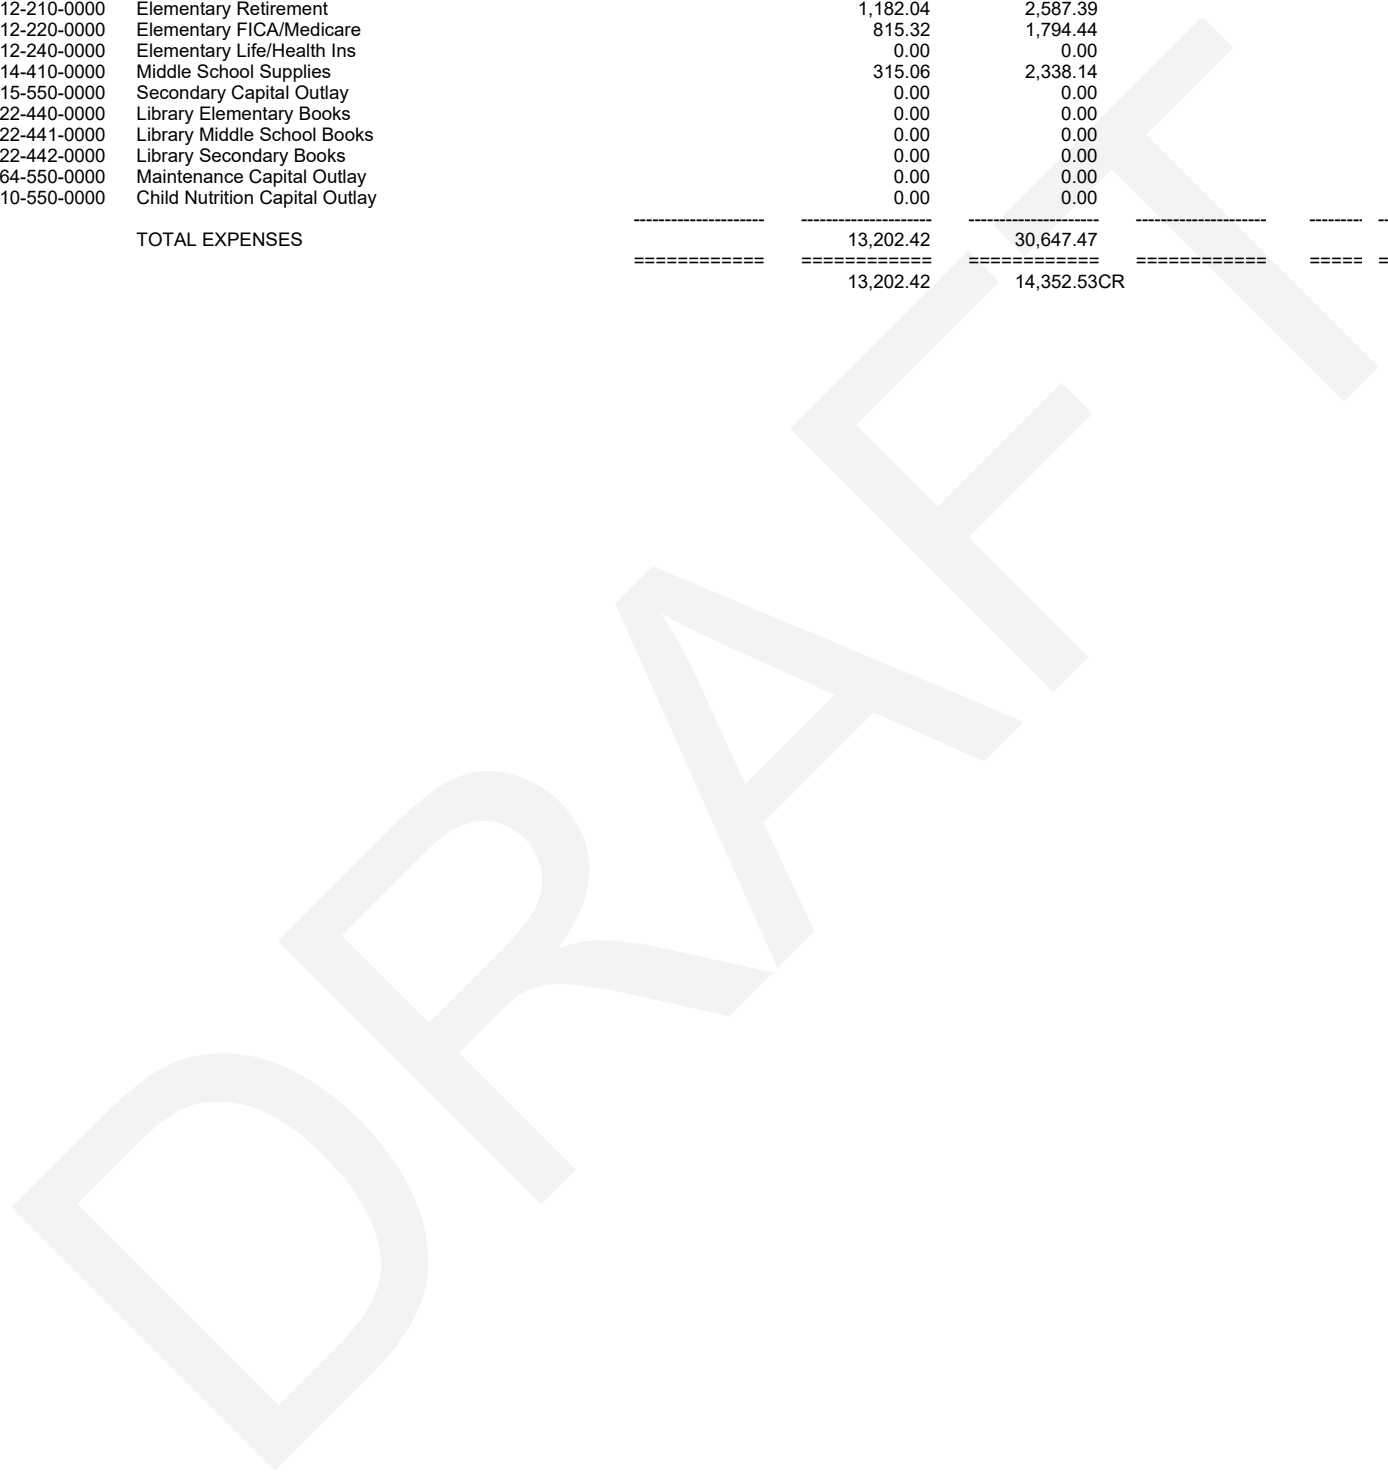 12-210-0000 Elementary Retirement 1,182.04 2,587.39
12-220-0000 Elementary FICA/Medicare 815.32 1,794.44
12-240-0000 Elementary Life/Health Ins 0.00 0.00
14-410-0000 Middle School Supplies 315.06 2,338.14
15-550-0000 Secondary Capital Outlay 0.00 0.00
22-440-0000 Library Elementary Books 0.00 0.00
22-441-0000 Library Middle School Books 0.00 0.00
22-442-0000 Library Secondary Books 0.00 0.00
64-550-0000 Maintenance Capital Outlay 0.00 0.00
10-550-0000 Child Nutrition Capital Outlay 0.00 0.00
--------------------- --------------------- --------------------- --------------------- --------- --
TOTAL EXPENSES 13,202.42 30,647.47
============ ============ ============ ============ ===== =
13,202.42 14,352.53CR
DRAFT